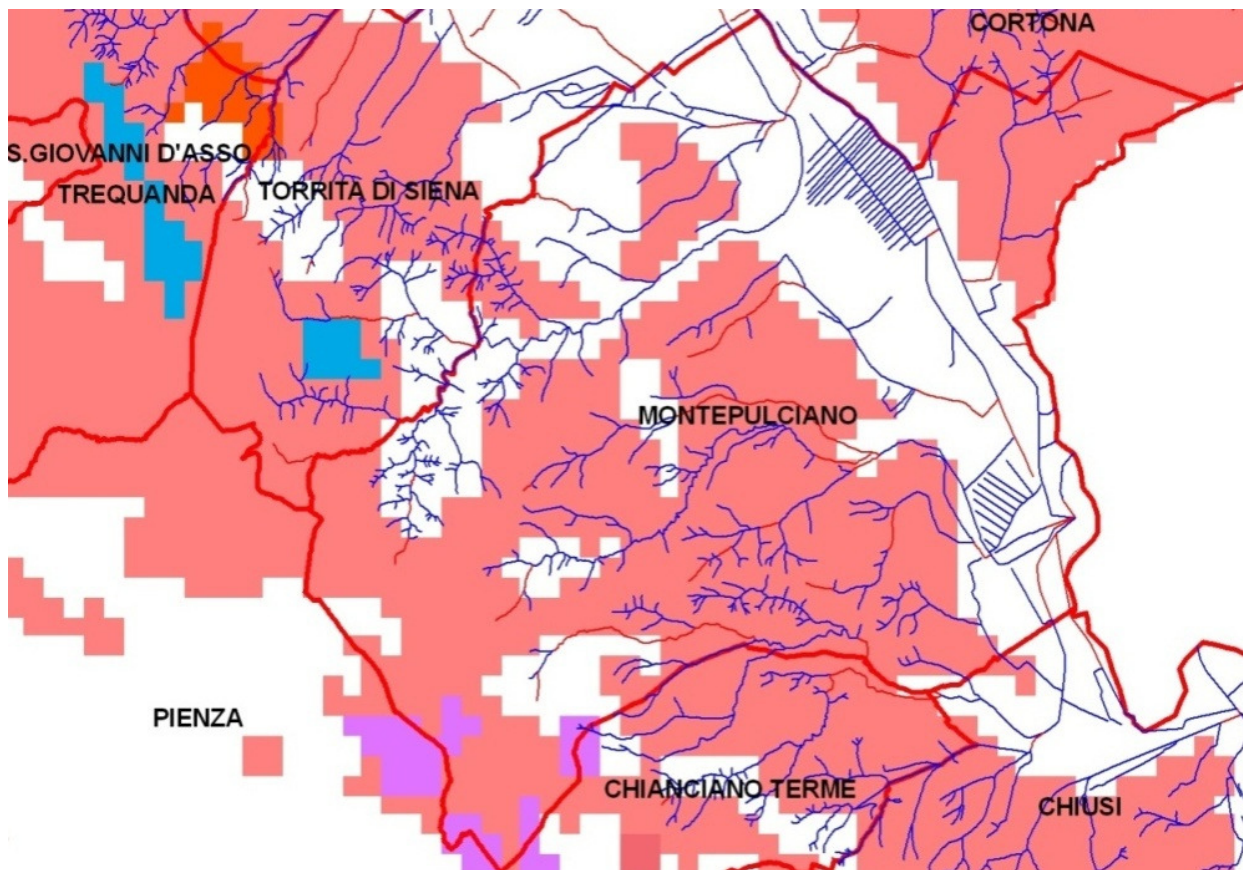 CORTONA
S.GIOVANNI D'ASSO
TREQUANDA
TORRITA DI SIENA
MONTEPULCIANO
PIENZA
CHIANCIANO TERME
CHIUSI